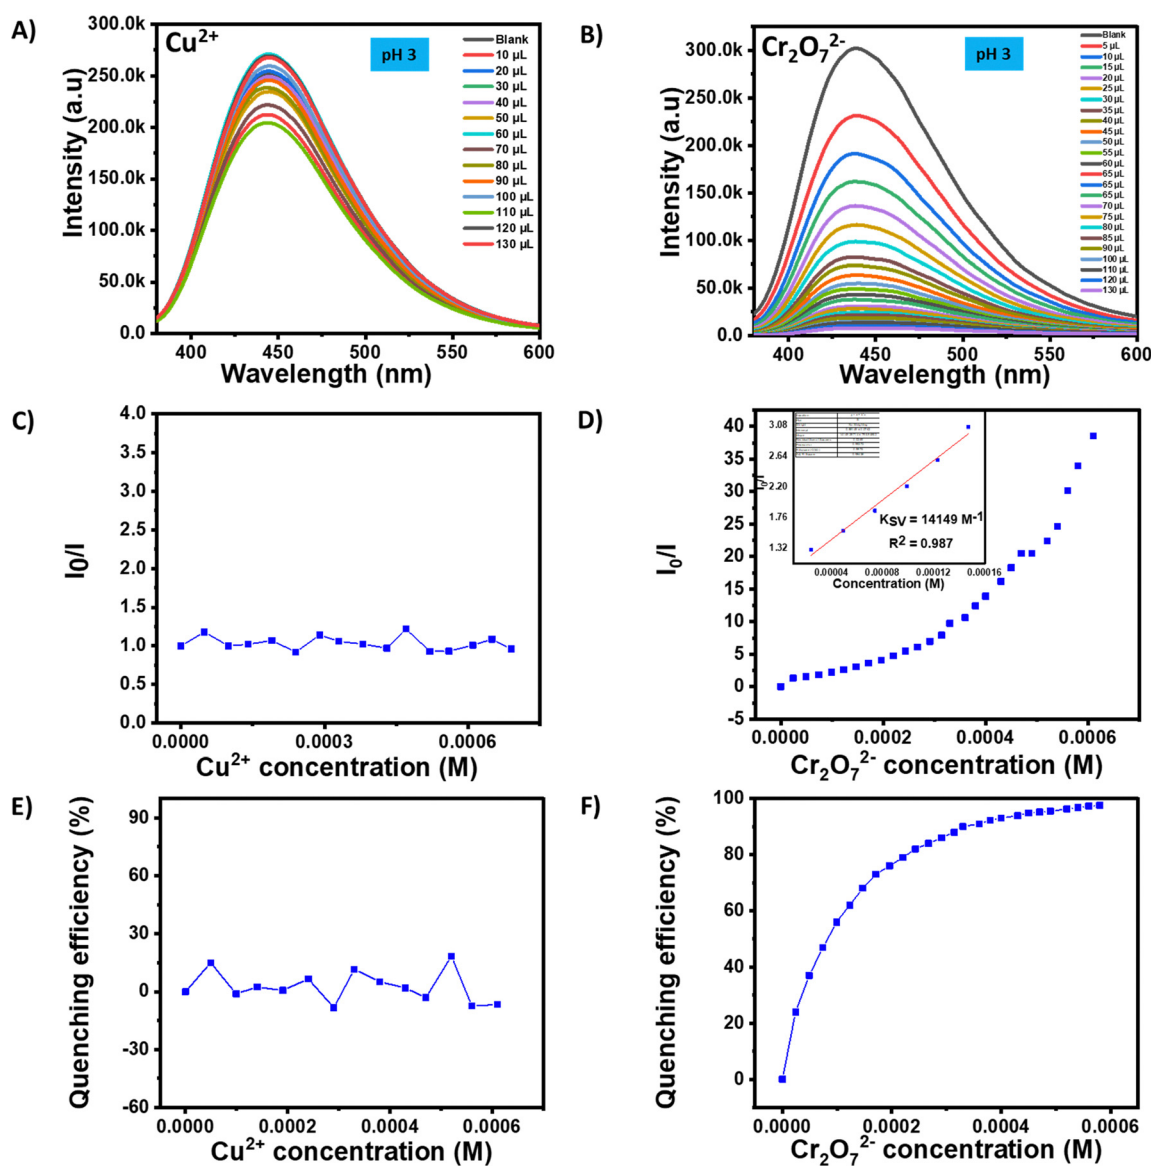 A)
Cu2+
pH 3
300.0k
250.0k
200.0k
150.0k
100.0k
50.0k
0.0
Intensity (a.u)
400
450
500
550
600
Wavelength (nm)
Blank
10 µL
20 µL
30 µL
40 µL
50 µL
60 µL
70 µL
80 µL
90 µL
100 µL
110 µL
120 µL
130 µL
B)
Cr2O72-
pH 3
300.0k
250.0k
200.0k
150.0k
100.0k
50.0k
0.0
Intensity (a.u)
400
450
500
550
600
Wavelength (nm)
Blank
5 µL
10 µL
15 µL
20 µL
25 µL
30 µL
35 µL
40 µL
45 µL
50 µL
55 µL
60 µL
65 µL
65 µL
65 µL
70 µL
75 µL
80 µL
85 µL
90 µL
100 µL
110 µL
120 µL
130 µL
C)
4.0
3.5
3.0
2.5
2.0
1.5
1.0
0.5
0.0
I0/I
0.0000
0.0003
0.0006
Cu2+ concentration (M)
D)
40
35
30
25
20
15
10
5
0
-5
I0/I
3.08
2.64
2.20
1.76
1.32
I0/I
KSV = 14149 M-1
R2 = 0.987
0.00004
0.00008
0.00012
0.00016
Concentration (M)
0.0000
0.0002
0.0004
0.0006
Cr2O72- concentration (M)
E)
90
60
30
0
-30
-60
Quenching efficiency (%)
0.0000
0.0002
0.0004
0.0006
Cu2+ concentration (M)
F)
100
80
60
40
20
0
Quenching efficiency (%)
0.0000
0.0002
0.0004
0.0006
Cr2O72- concentration (M)